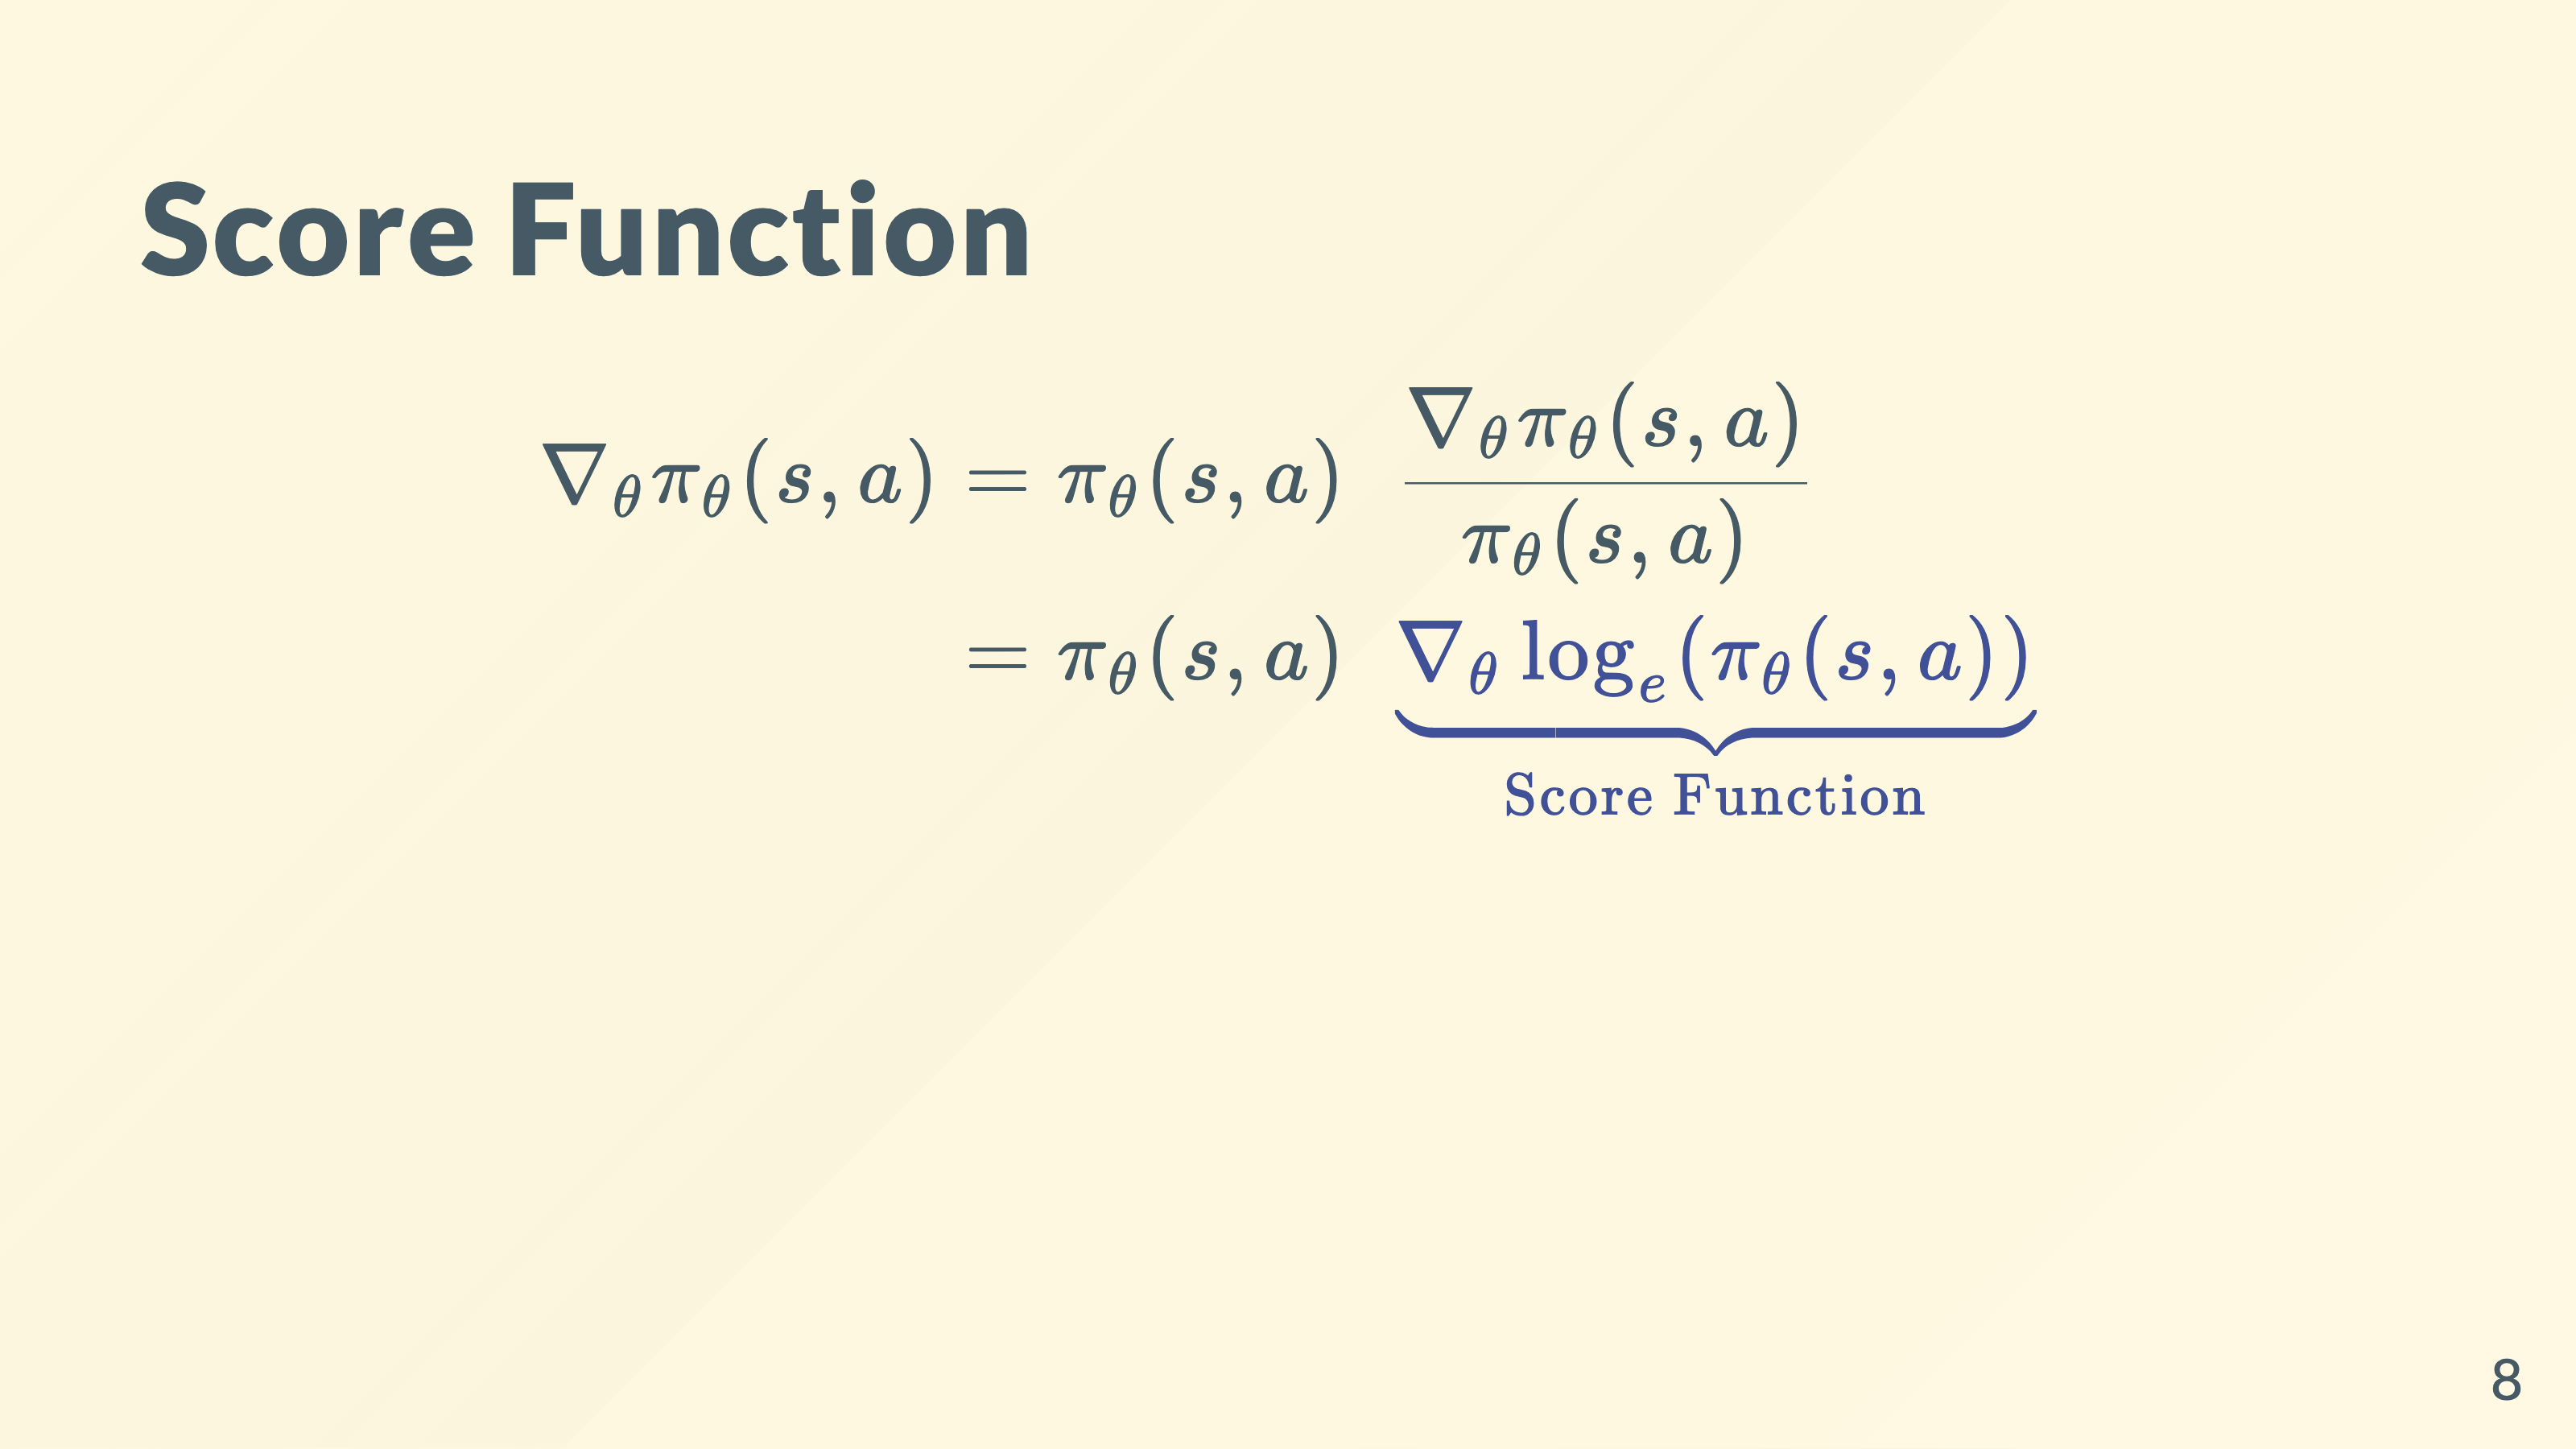 Score Function
∇θπθ(s, a) = πθ(s, a) ∇θπθ(s, a) / πθ(s, a)
= πθ(s, a) ∇θ logₑ(πθ(s, a))
Score Function
8